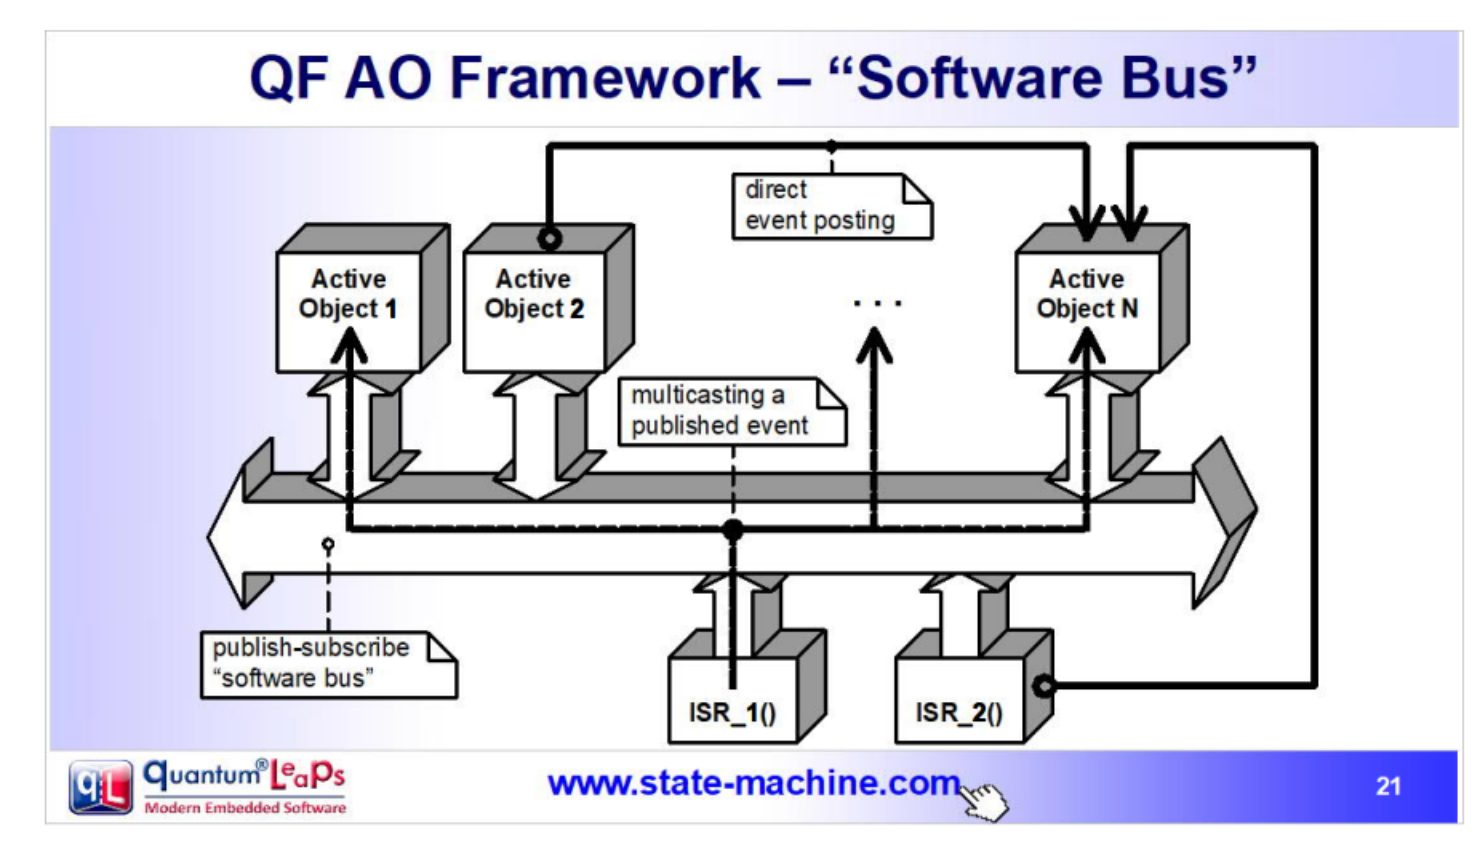 QF AO Framework – “Software Bus”
direct
event posting
Active
Object 1
Active
Object 2
. . .
Active
Object N
multicasting a
published event
publish-subscribe
“software bus”
ISR_1()
ISR_2()
qL
quantum® LeaPs
Modern Embedded Software
www.state-machine.com
21